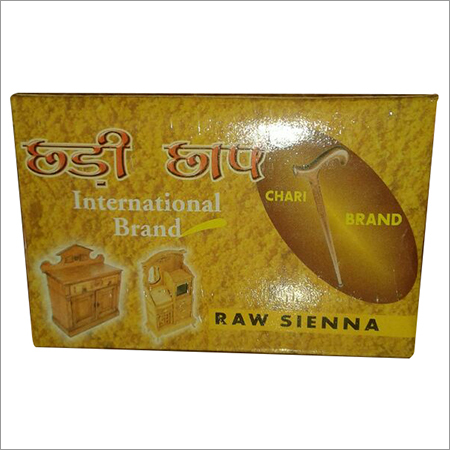 छड़ी छाप
International
Brand
CHARI
BRAND
RAW SIENNA